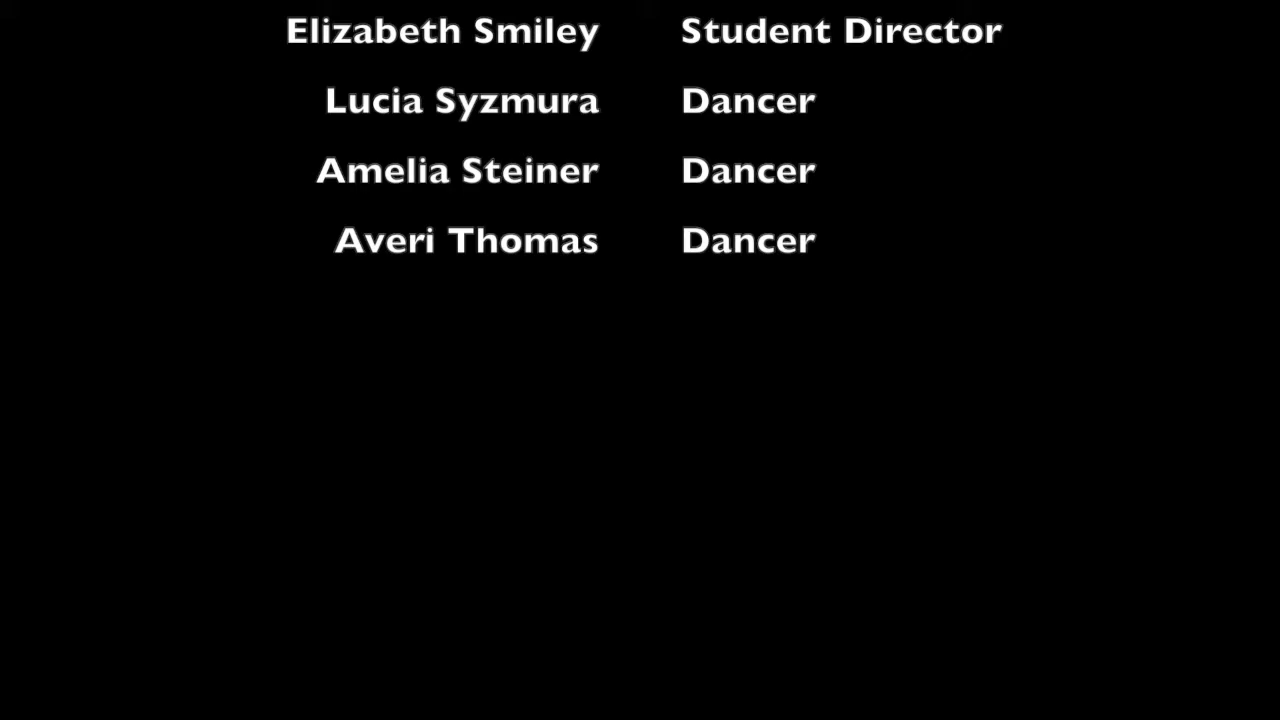 Elizabeth Smiley Student Director
Lucia Syzmura Dancer
Amelia Steiner Dancer
Averi Thomas Dancer